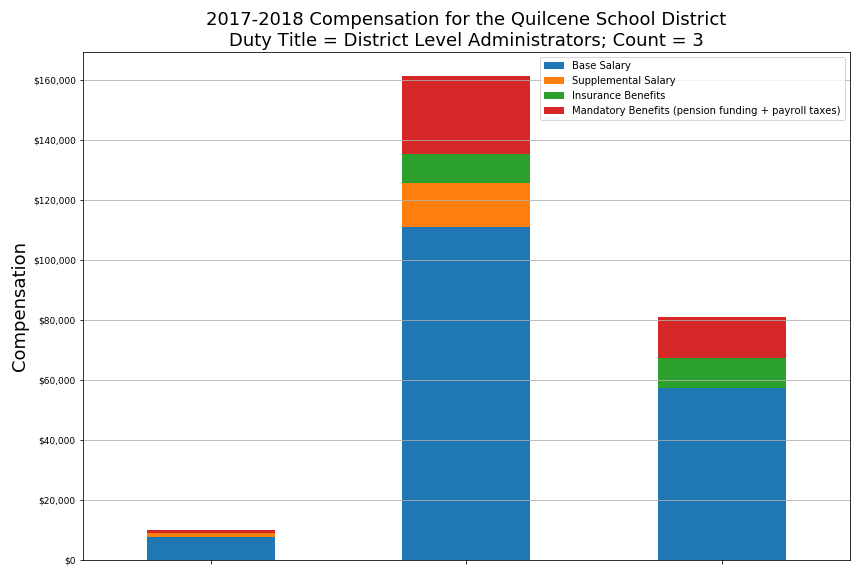 2017-2018 Compensation for the Quilcene School District
Duty Title = District Level Administrators; Count = 3
Base Salary
Supplemental Salary
Insurance Benefits
Mandatory Benefits (pension funding + payroll taxes)
Compensation
$160,000
$140,000
$120,000
$100,000
$80,000
$60,000
$40,000
$20,000
$0